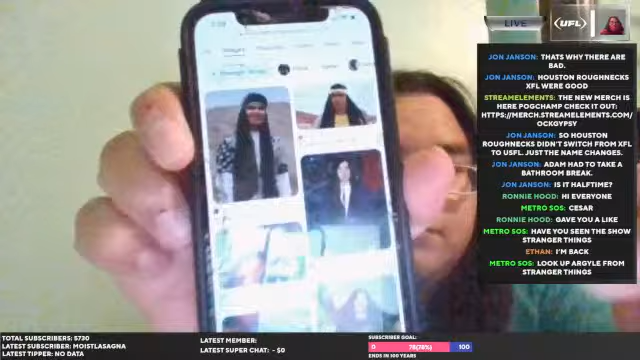 LIVE
UFL
JON JANSON: THATS WHY THERE ARE
BAD.
JON JANSON: HOUSTON ROUGHNECKS
XFL WERE GOOD
STREAMELEMENTS: THE NEW MERCH IS
HERE POGCHAMP CHECK IT OUT:
HTTPS://MERCH.STREAMELEMENTS.COM/
OCKGYPSY
JON JANSON: SO HOUSTON
ROUGHNECKS DIDN'T SWITCH FROM XFL
TO USFL. JUST THE NAME CHANGES.
JON JANSON: ADAM HAD TO TAKE A
BATHROOM BREAK.
JON JANSON: IS IT HALFTIME?
RONNIE HOOD: HI EVERYONE
METRO SOS: CESAR
RONNIE HOOD: GAVE YOU A LIKE
METRO SOS: HAVE YOU SEEN THE SHOW
STRANGER THINGS
ETHAN: I'M BACK
METRO SOS: LOOK UP ARGYLE FROM
STRANGER THINGS
TOTAL SUBSCRIBERS: 5730
LATEST SUBSCRIBER: MOISTLASAGNA
LATEST TIPPER: NO DATA
LATEST MEMBER:
LATEST SUPER CHAT: - $0
SUBSCRIBER GOAL:
0 78(78%) 100
ENDS IN 109 YEARS